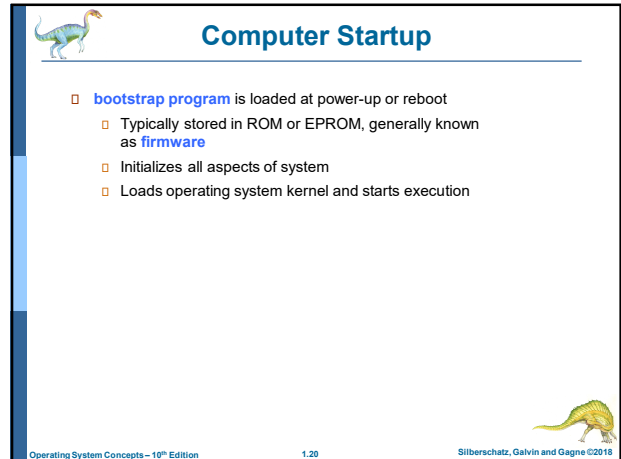 Computer Startup
bootstrap program is loaded at power-up or reboot
Typically stored in ROM or EPROM, generally known
as firmware
Initializes all aspects of system
Loads operating system kernel and starts execution
Operating System Concepts – 10th Edition
1.20
Silberschatz, Galvin and Gagne ©2018